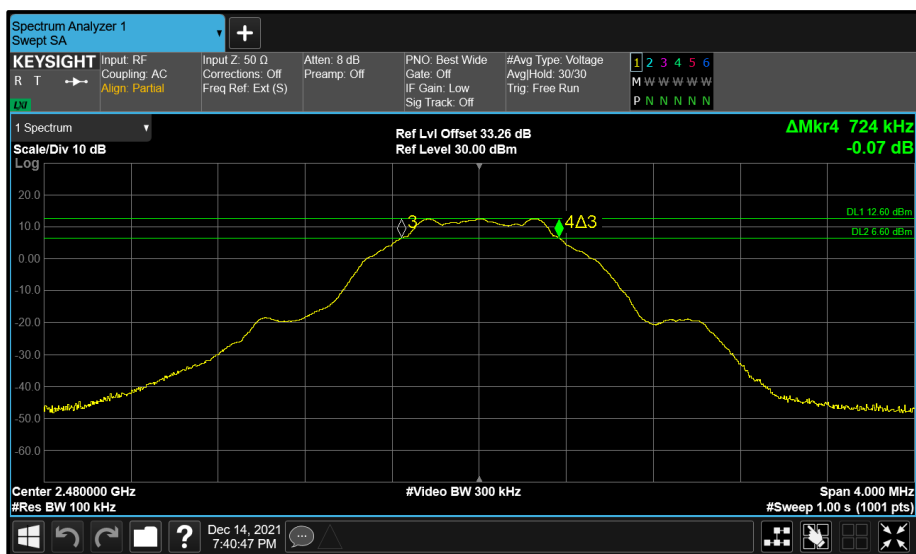 Spectrum Analyzer 1
Swept SA
+
KEYSIGHT
R T
LXI
Input: RF
Coupling: AC
Align: Partial
Input Z: 50 Ω
Corrections: Off
Freq Ref: Ext (S)
Atten: 8 dB
Preamp: Off
PNO: Best Wide
Gate: Off
IF Gain: Low
Sig Track: Off
#Avg Type: Voltage
Avg|Hold: 30/30
Trig: Free Run
1 2 3 4 5 6
M W W W W W
P N N N N N
1 Spectrum
Scale/Div 10 dB
Log
Ref Lvl Offset 33.26 dB
Ref Level 30.00 dBm
ΔMkr4 724 kHz
-0.07 dB
20.0
10.0
0.00
-10.0
-20.0
-30.0
-40.0
-50.0
-60.0
3
4Δ3
DL1 12.60 dBm
DL2 6.60 dBm
Center 2.480000 GHz
#Res BW 100 kHz
#Video BW 300 kHz
Span 4.000 MHz
#Sweep 1.00 s (1001 pts)
?
Dec 14, 2021
7:40:47 PM